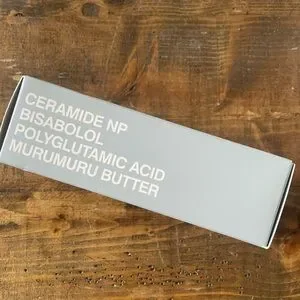 CERAMIDE NP
BISABOLOL
POLYGLUTAMIC ACID
MURUMURU BUTTER